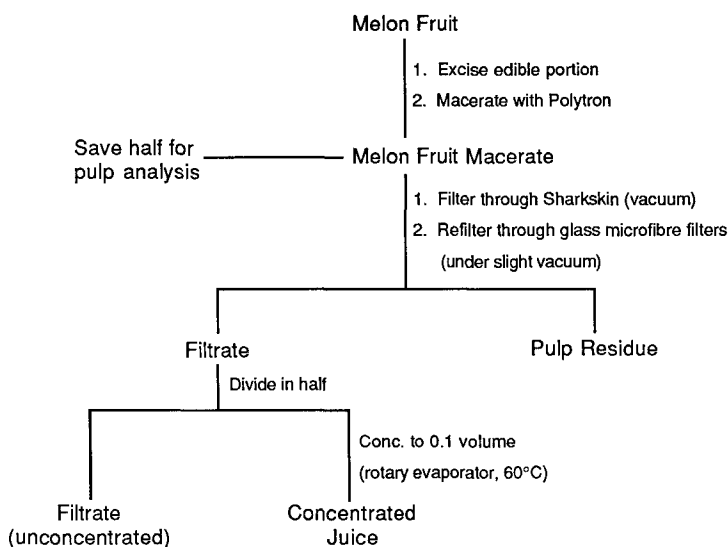 Melon Fruit
1. Excise edible portion
2. Macerate with Polytron
Save half for
pulp analysis
Melon Fruit Macerate
1. Filter through Sharkskin (vacuum)
2. Refilter through glass microfibre filters
(under slight vacuum)
Filtrate
Pulp Residue
Divide in half
Conc. to 0.1 volume
(rotary evaporator, 60°C)
Filtrate
(unconcentrated)
Concentrated
Juice